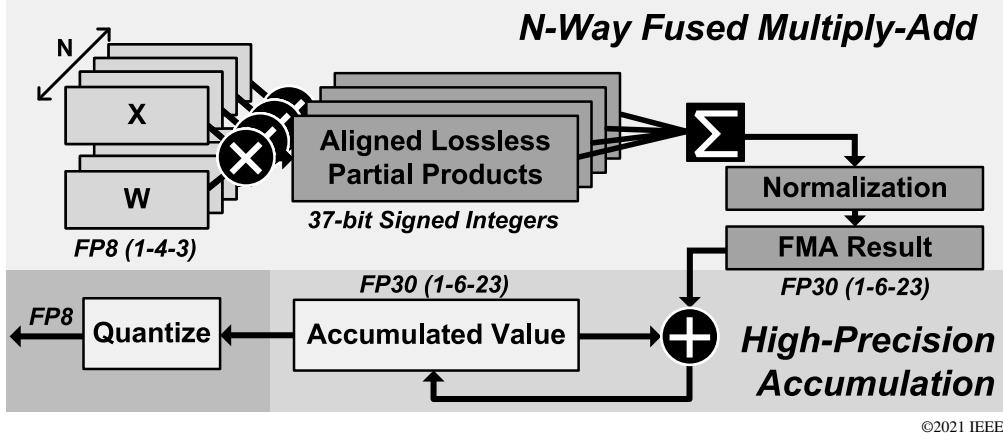 N-Way Fused Multiply-Add
N
X
W
FP8 (1-4-3)
Aligned Lossless
Partial Products
37-bit Signed Integers
Σ
Normalization
FMA Result
FP30 (1-6-23)
FP30 (1-6-23)
FP8
Quantize
Accumulated Value
High-Precision
Accumulation
©2021 IEEE